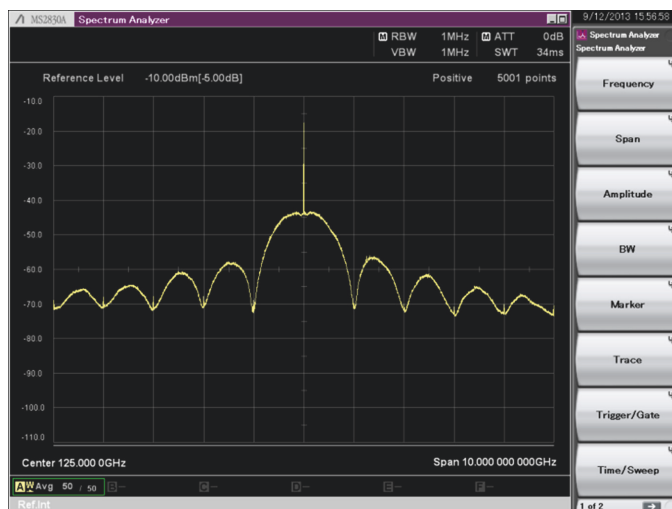 MS2830A Spectrum Analyzer
9/12/2013 15:56:58
RBW 1MHz ATT 0dB
VBW 1MHz SWT 34ms
Spectrum Analyzer
Spectrum Analyzer
Reference Level -10.00dBm[-5.00dB] Positive 5001 points
-10.0
-20.0
-30.0
-40.0
-50.0
-60.0
-70.0
-80.0
-90.0
-100.0
-110.0
Center 125.000 0GHz Span 10.000 000 000GHz
A W Avg 50 / 50 B- C- D- E- F-
Ref.Int
Frequency
Span
Amplitude
BW
Marker
Trace
Trigger/Gate
Time/Sweep
1 of 2